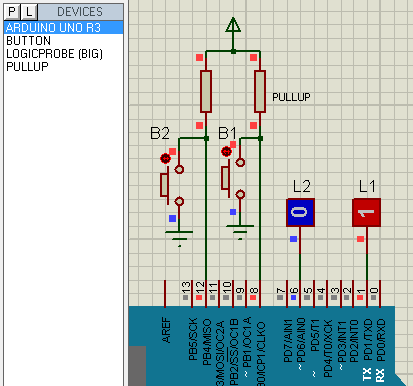 P L DEVICES
ARDUINO UNO R3
BUTTON
LOGICPROBE (BIG)
PULLUP
PULLUP
B2 B1
L2 L1
0 1
13 12 11 10 9 8 7 6 5 4 3 2 1 0
AREF
PB5/SCK
PB4/MISO
B3/MOSI/OC2A
PB2/SS/OC1B
~ PB1/OC1A
B0/ICP1/CLKO
PD7/AIN1
~ PD6/AIN0
~ PD5/T1
PD4/T0/XCK
~ PD3/INT1
PD2/INT0
TX PD1/TXD
RX PD0/RXD